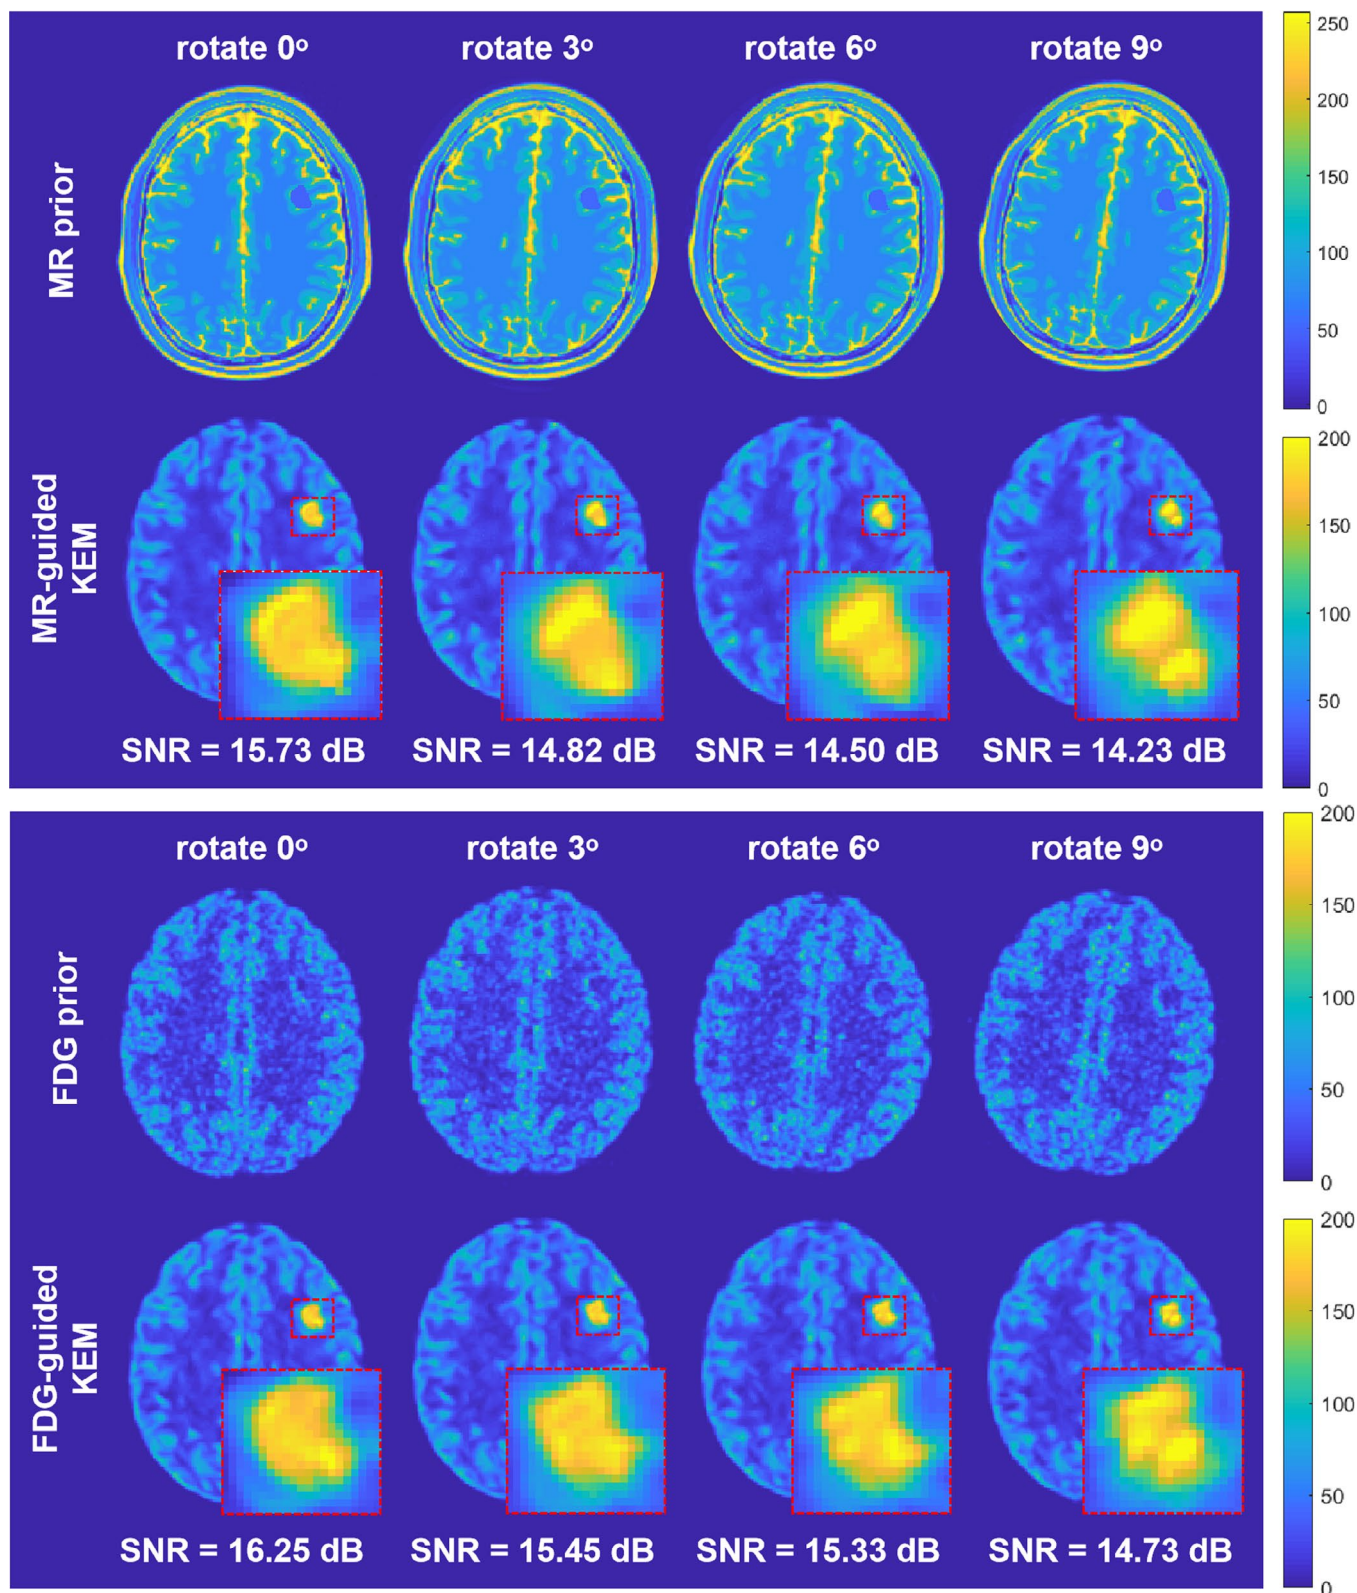 rotate 0°
rotate 3°
rotate 6°
rotate 9°
MR prior
250
200
150
100
50
0
MR-guided
KEM
200
150
100
50
0
SNR = 15.73 dB
SNR = 14.82 dB
SNR = 14.50 dB
SNR = 14.23 dB
rotate 0°
rotate 3°
rotate 6°
rotate 9°
FDG prior
200
150
100
50
0
FDG-guided
KEM
200
150
100
50
0
SNR = 16.25 dB
SNR = 15.45 dB
SNR = 15.33 dB
SNR = 14.73 dB